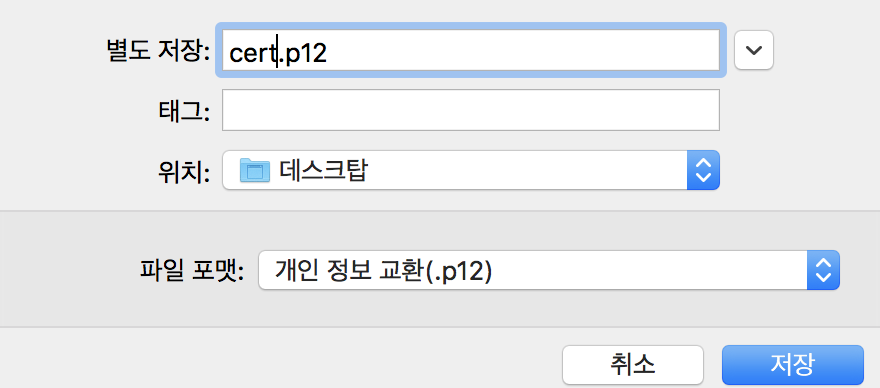 별도 저장: cert.p12
태그:
위치: 데스크탑
파일 포맷: 개인 정보 교환(.p12)
취소 저장